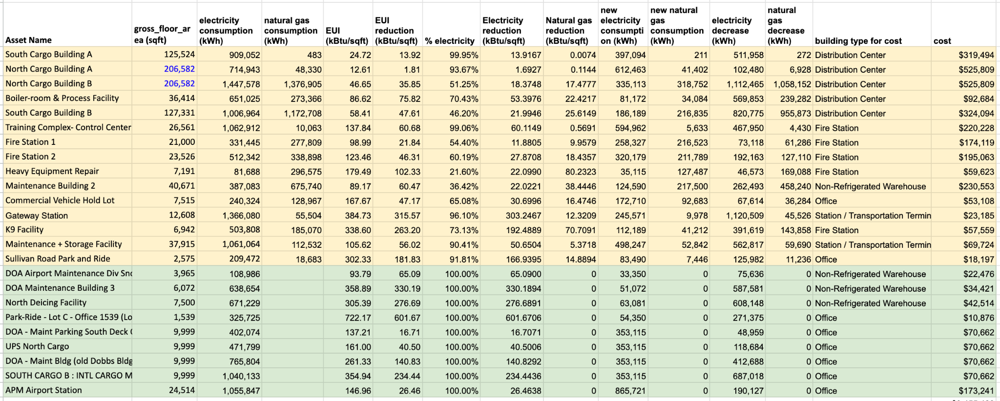 Asset Name | gross_floor_area (sqft) | electricity consumption (kWh) | natural gas consumption (kWh) | EUI (kBtu/sqft) | EUI reduction (kBtu/sqft) | % electricity | Electricity reduction (kBtu/sqft) | Natural gas reduction (kBtu/sqft) | new electricity consumption (kWh) | new natural gas consumption (kWh) | electricity decrease (kWh) | natural gas decrease (kWh) | building type for cost | cost
South Cargo Building A 125,524 909,052 483 24.72 13.92 99.95% 13.9167 0.0074 397,094 211 511,958 272 Distribution Center $319,494
North Cargo Building A 206,582 714,943 48,330 12.61 1.81 93.67% 1.6927 0.1144 612,463 41,402 102,480 6,928 Distribution Center $525,809
North Cargo Building B 206,582 1,447,578 1,376,905 46.65 35.85 51.25% 18.3748 17.4777 335,113 318,752 1,112,465 1,058,152 Distribution Center $525,809
Boiler-room & Process Facility 36,414 651,025 273,366 86.62 75.82 70.43% 53.3976 22.4217 81,172 34,084 569,853 239,282 Distribution Center $92,684
South Cargo Building B 127,331 1,006,964 1,172,708 58.41 47.61 46.20% 21.9946 25.6149 186,189 216,835 820,775 955,873 Distribution Center $324,094
Training Complex- Control Center 26,561 1,062,912 10,063 137.84 60.68 99.06% 60.1149 0.5691 594,962 5,633 467,950 4,430 Fire Station $220,228
Fire Station 1 21,000 331,445 277,809 98.99 21.84 54.40% 11.8805 9.9579 258,327 216,523 73,118 61,286 Fire Station $174,119
Fire Station 2 23,526 512,342 338,898 123.46 46.31 60.19% 27.8708 18.4357 320,179 211,789 192,163 127,110 Fire Station $195,063
Heavy Equipment Repair 7,191 81,688 296,575 179.49 102.33 21.60% 22.0990 80.2323 35,115 127,487 46,573 169,088 Fire Station $59,623
Maintenance Building 2 40,671 387,083 675,740 89.17 60.47 36.42% 22.0221 38.4446 124,590 217,500 262,493 458,240 Non-Refrigerated Warehouse $230,553
Commercial Vehicle Hold Lot 7,515 240,324 128,967 167.67 47.17 65.08% 30.6996 16.4746 172,710 92,683 67,614 36,284 Office $53,108
Gateway Station 12,608 1,366,080 55,504 384.73 315.57 96.10% 303.2467 12.3209 245,571 9,978 1,120,509 45,526 Station / Transportation Termin $23,185
K9 Facility 6,942 503,808 185,070 338.60 263.20 73.13% 192.4889 70.7091 112,189 41,212 391,619 143,858 Fire Station $57,559
Maintenance + Storage Facility 37,915 1,061,064 112,532 105.62 56.02 90.41% 50.6504 5.3718 498,247 52,842 562,817 59,690 Station / Transportation Termin $69,724
Sullivan Road Park and Ride 2,575 209,472 18,683 302.33 181.83 91.81% 166.9395 14.8894 83,490 7,446 125,982 11,236 Office $18,197
DOA Airport Maintenance Div Sno 3,965 108,986 93.79 65.09 100.00% 65.0900 0 33,350 0 75,636 0 Non-Refrigerated Warehouse $22,476
DOA Maintenance Building 3 6,072 638,654 358.89 330.19 100.00% 330.1894 0 51,072 0 587,581 0 Non-Refrigerated Warehouse $34,421
North Deicing Facility 7,500 671,229 305.39 276.69 100.00% 276.6891 0 63,081 0 608,148 0 Non-Refrigerated Warehouse $42,514
Park-Ride - Lot C - Office 1539 (Lo 1,539 325,725 722.17 601.67 100.00% 601.6706 0 54,350 0 271,375 0 Office $10,876
DOA - Maint Parking South Deck ( 9,999 402,074 137.21 16.71 100.00% 16.7071 0 353,115 0 48,959 0 Office $70,662
UPS North Cargo 9,999 471,799 161.00 40.50 100.00% 40.5006 0 353,115 0 118,684 0 Office $70,662
DOA - Maint Bldg (old Dobbs Bldg 9,999 765,804 261.33 140.83 100.00% 140.8292 0 353,115 0 412,688 0 Office $70,662
SOUTH CARGO B : INTL CARGO M 9,999 1,040,133 354.94 234.44 100.00% 234.4436 0 353,115 0 687,018 0 Office $70,662
APM Airport Station 24,514 1,055,847 146.96 26.46 100.00% 26.4638 0 865,721 0 190,127 0 Office $173,241